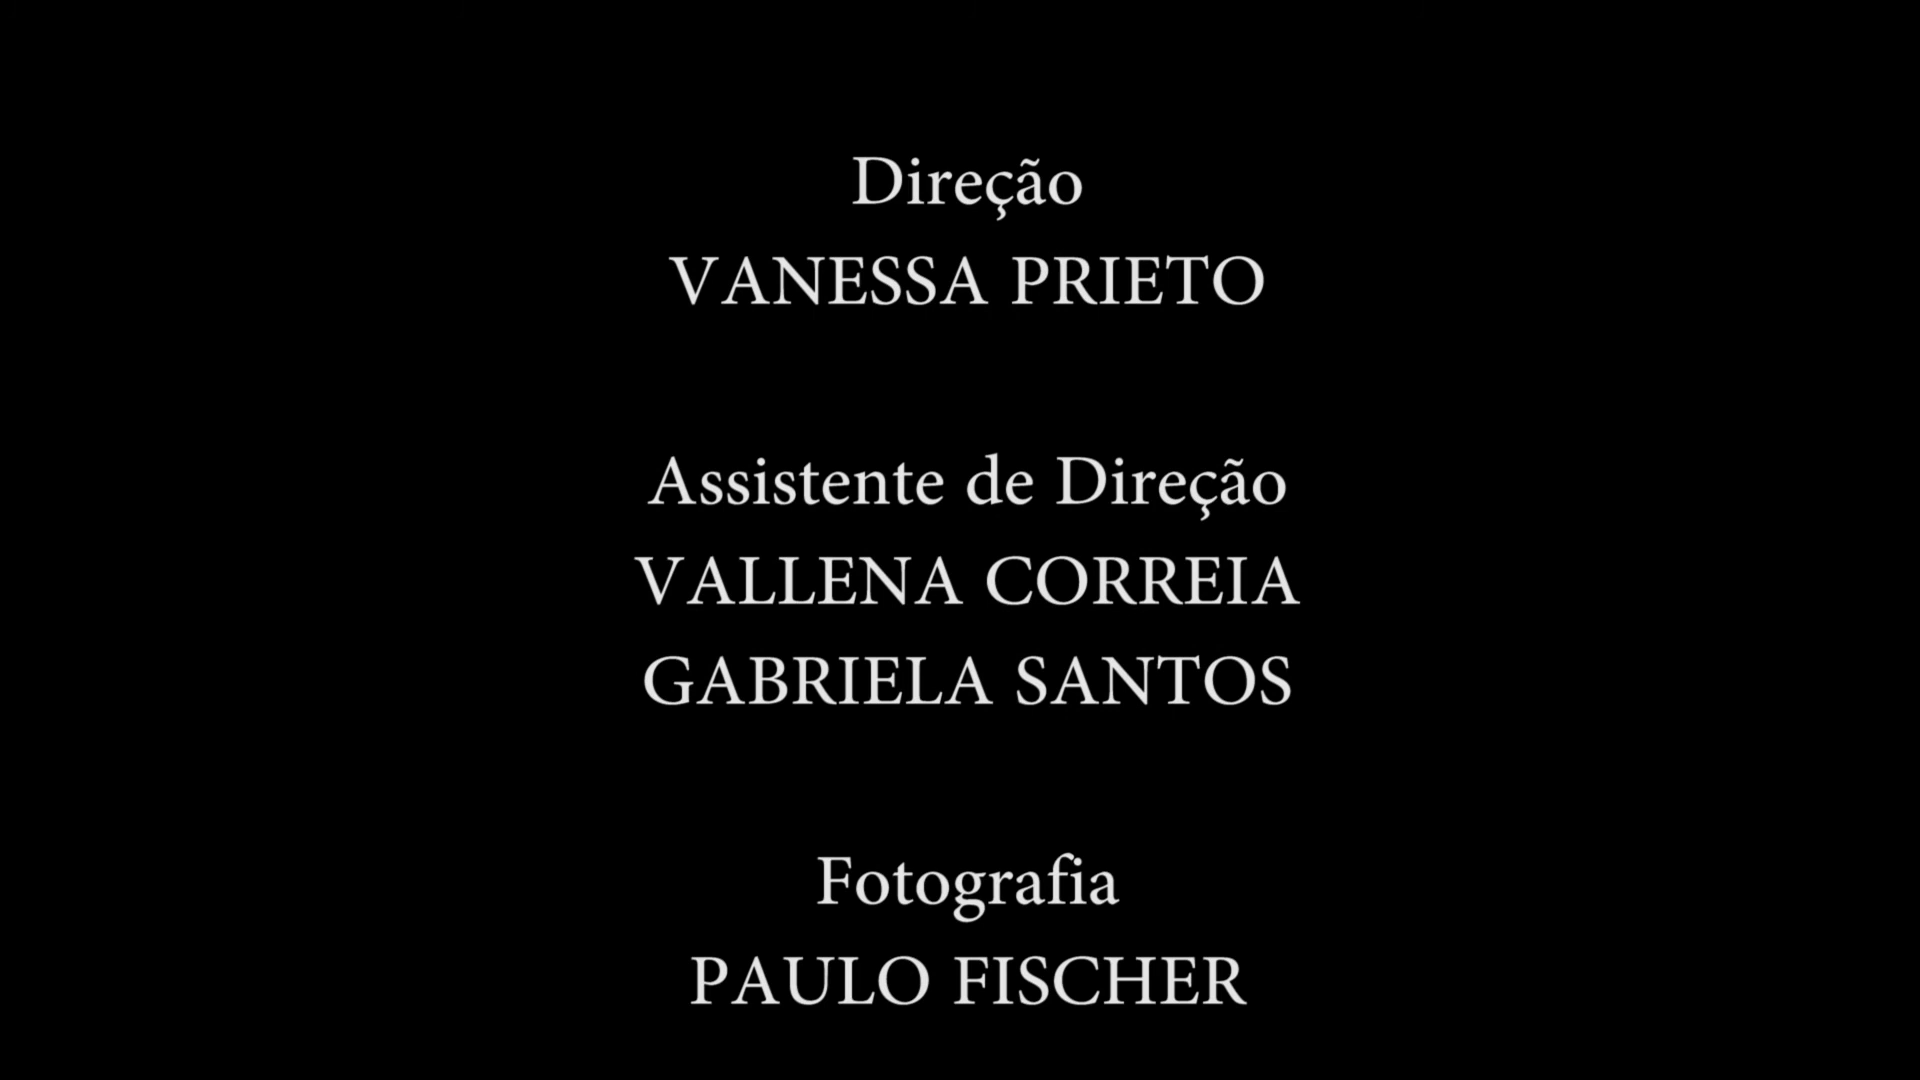 Direção
VANESSA PRIETO
Assistente de Direção
VALLENA CORREIA
GABRIELA SANTOS
Fotografia
PAULO FISCHER